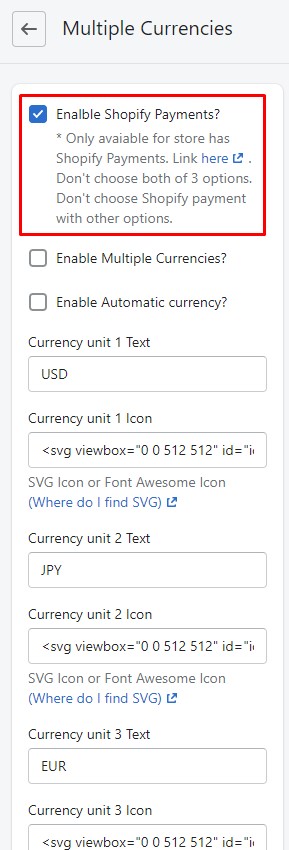 Multiple Currencies
Enalble Shopify Payments?
* Only avaiable for store has
Shopify Payments. Link here .
Don't choose both of 3 options.
Don't choose Shopify payment
with other options.
Enable Multiple Currencies?
Enable Automatic currency?
Currency unit 1 Text
USD
Currency unit 1 Icon
<svg viewbox="0 0 512 512" id="i
SVG Icon or Font Awesome Icon
(Where do I find SVG)
Currency unit 2 Text
JPY
Currency unit 2 Icon
<svg viewbox="0 0 512 512" id="i
SVG Icon or Font Awesome Icon
(Where do I find SVG)
Currency unit 3 Text
EUR
Currency unit 3 Icon
<svg viewbox="0 0 512 512" id="i